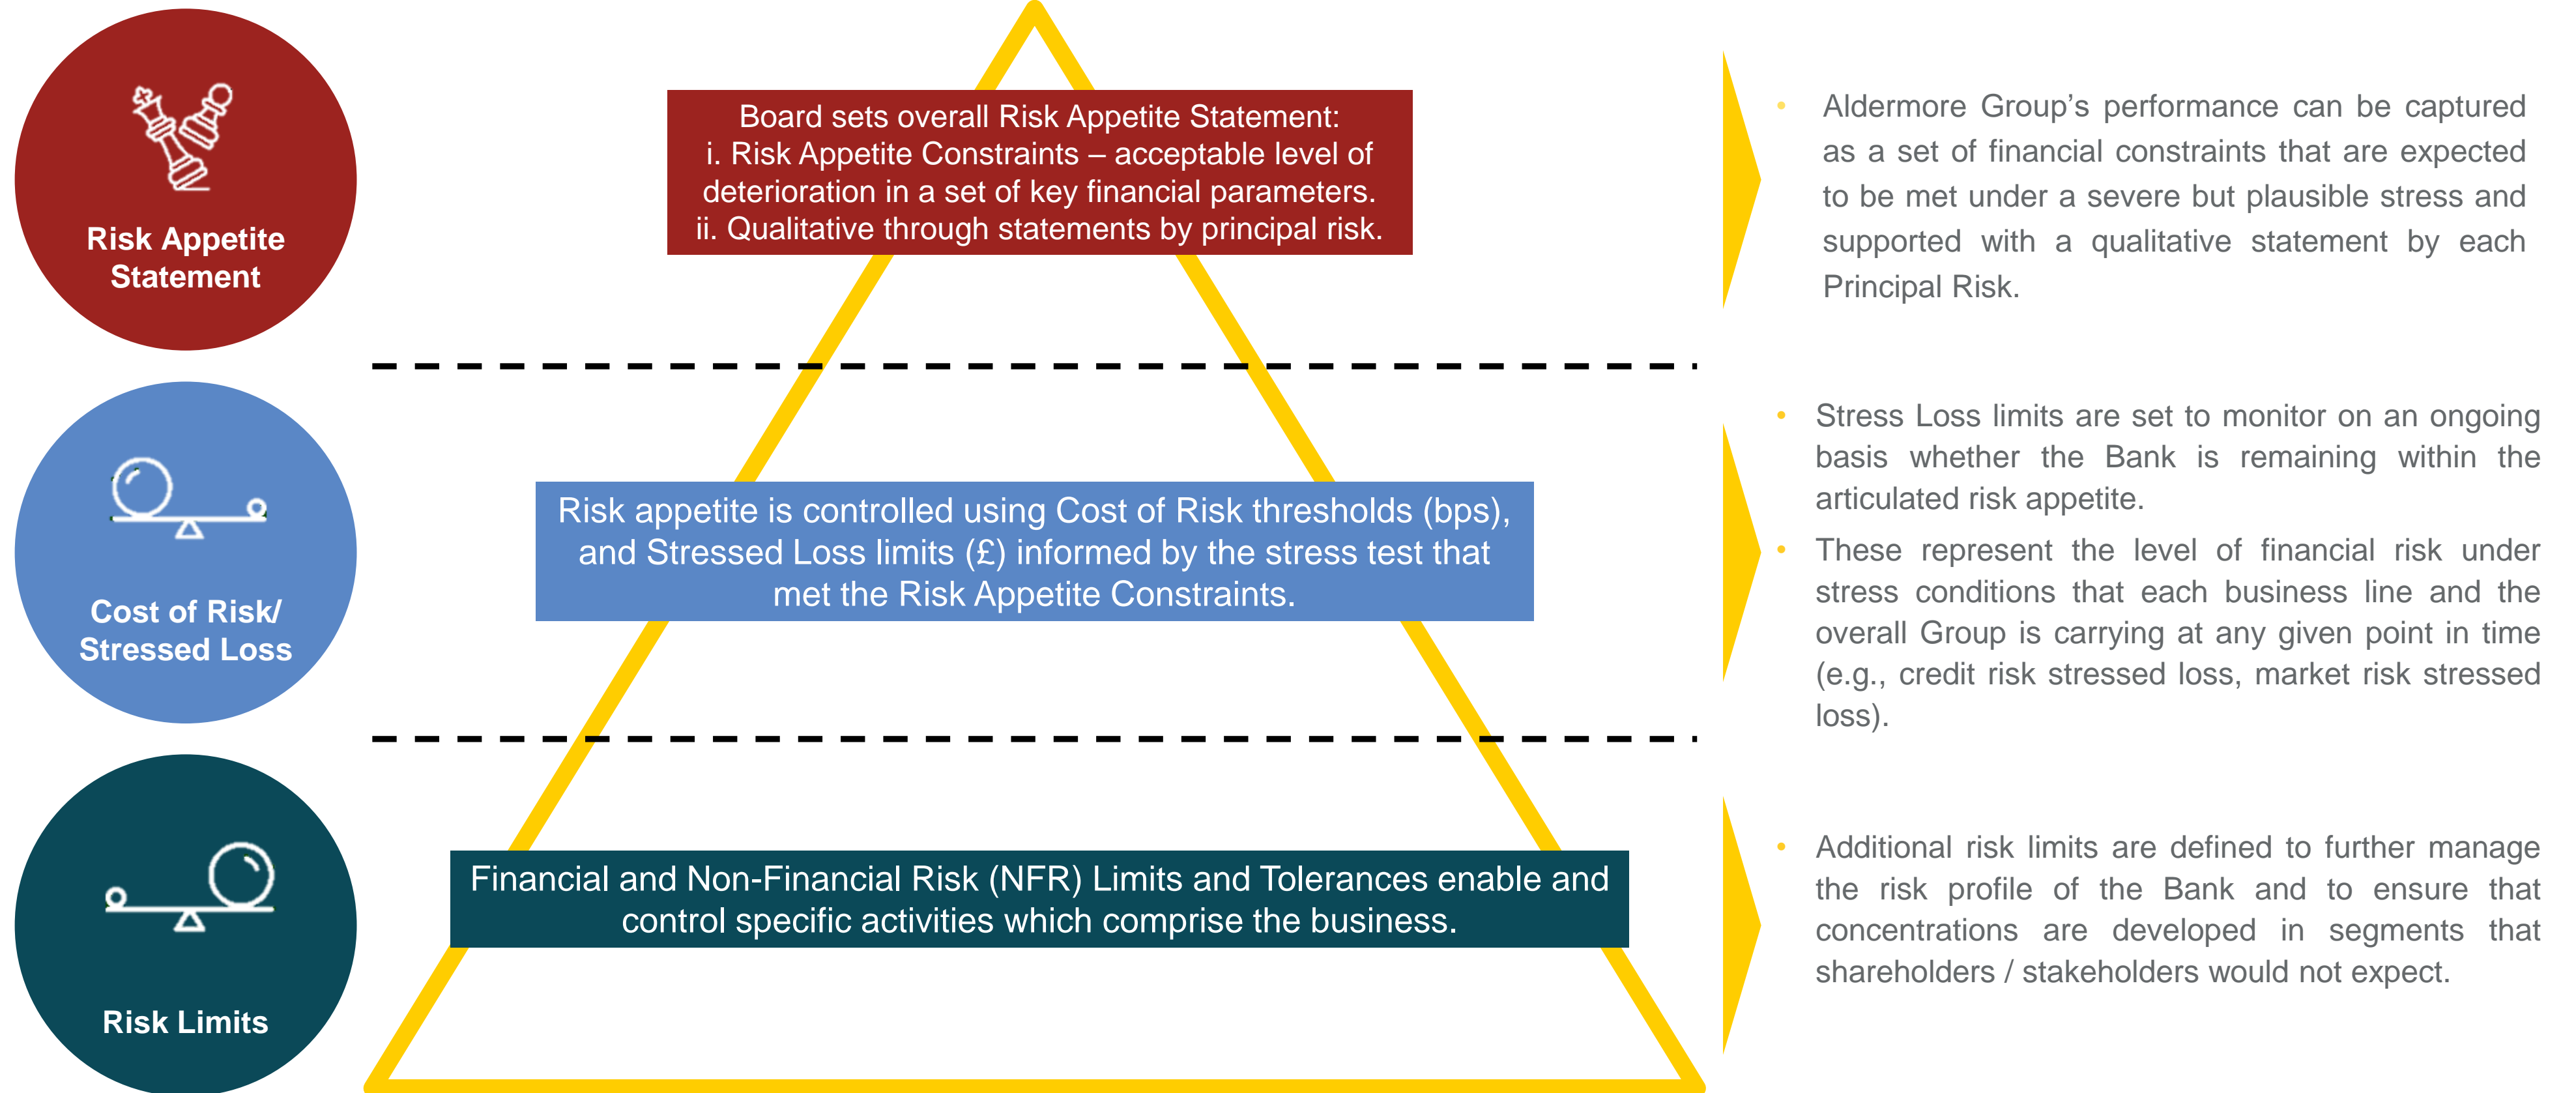 Risk Appetite
Statement
Board sets overall Risk Appetite Statement:
i. Risk Appetite Constraints – acceptable level of
deterioration in a set of key financial parameters.
ii. Qualitative through statements by principal risk.
• Aldermore Group's performance can be captured
as a set of financial constraints that are expected
to be met under a severe but plausible stress and
supported with a qualitative statement by each
Principal Risk.
Cost of Risk/
Stressed Loss
Risk appetite is controlled using Cost of Risk thresholds (bps),
and Stressed Loss limits (£) informed by the stress test that
met the Risk Appetite Constraints.
• Stress Loss limits are set to monitor on an ongoing
basis whether the Bank is remaining within the
articulated risk appetite.
• These represent the level of financial risk under
stress conditions that each business line and the
overall Group is carrying at any given point in time
(e.g., credit risk stressed loss, market risk stressed
loss).
Risk Limits
Financial and Non-Financial Risk (NFR) Limits and Tolerances enable and
control specific activities which comprise the business.
• Additional risk limits are defined to further manage
the risk profile of the Bank and to ensure that
concentrations are developed in segments that
shareholders / stakeholders would not expect.